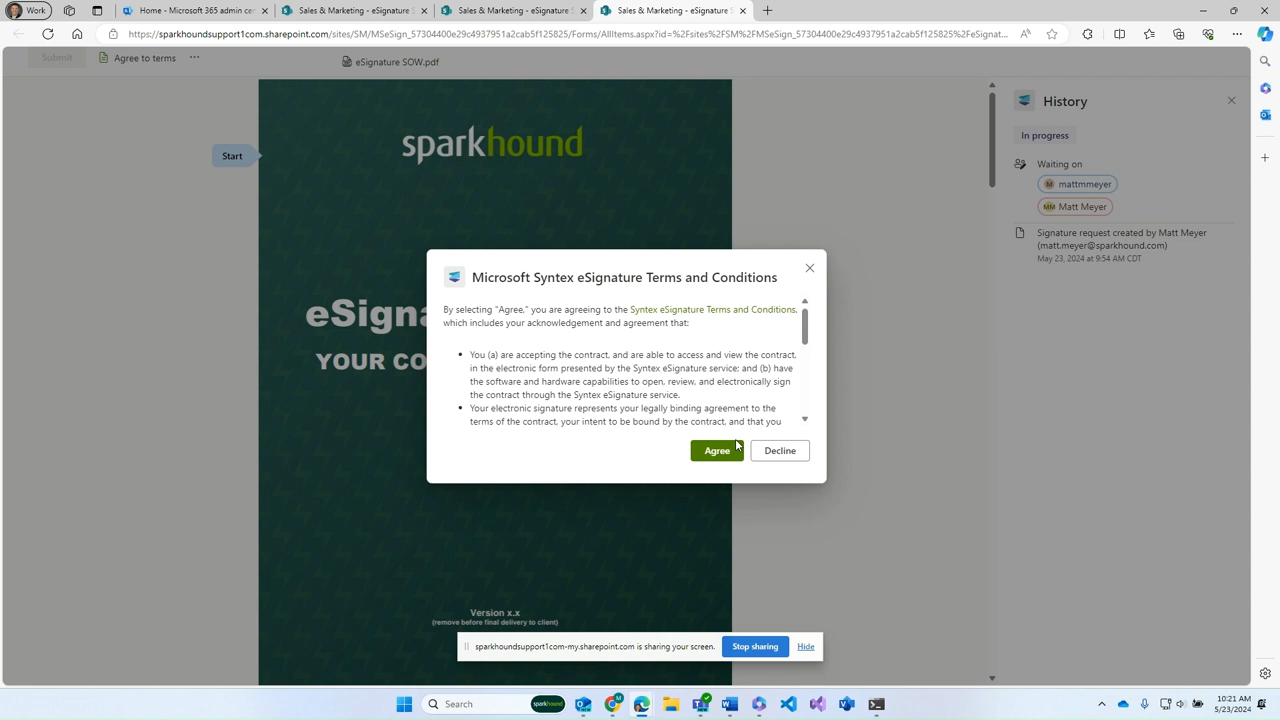 Work
Home - Microsoft 365 admin cen
Sales & Marketing - eSignature S
Sales & Marketing - eSignature S
Sales & Marketing - eSignature S
https://sparkhoundsupport1com.sharepoint.com/sites/SM/MSeSign_57304400e29c4937951a2cab5f125825/Forms/AllItems.aspx?id=%2Fsites%2FSM%2FMSeSign_57304400e29c4937951a2cab5f125825%2FeSignat...
Submit
Agree to terms
eSignature SOW.pdf
History
In progress
Start
sparkhound
Waiting on
M mattmmeyer
MM Matt Meyer
Signature request created by Matt Meyer
(matt.meyer@sparkhound.com)
May 23, 2024 at 9:54 AM CDT
eSigna
YOUR CO
Microsoft Syntex eSignature Terms and Conditions
By selecting "Agree," you are agreeing to the Syntex eSignature Terms and Conditions,
which includes your acknowledgement and agreement that:
• You (a) are accepting the contract, and are able to access and view the contract,
in the electronic form presented by the Syntex eSignature service; and (b) have
the software and hardware capabilities to open, review, and electronically sign
the contract through the Syntex eSignature service.
• Your electronic signature represents your legally binding agreement to the
terms of the contract, your intent to be bound by the contract, and that you
Agree
Decline
Version x.x
(remove before final delivery to client)
sparkhoundsupport1com-my.sharepoint.com is sharing your screen.
Stop sharing
Hide
Search
sparkhound
10:21 AM
5/23/2024